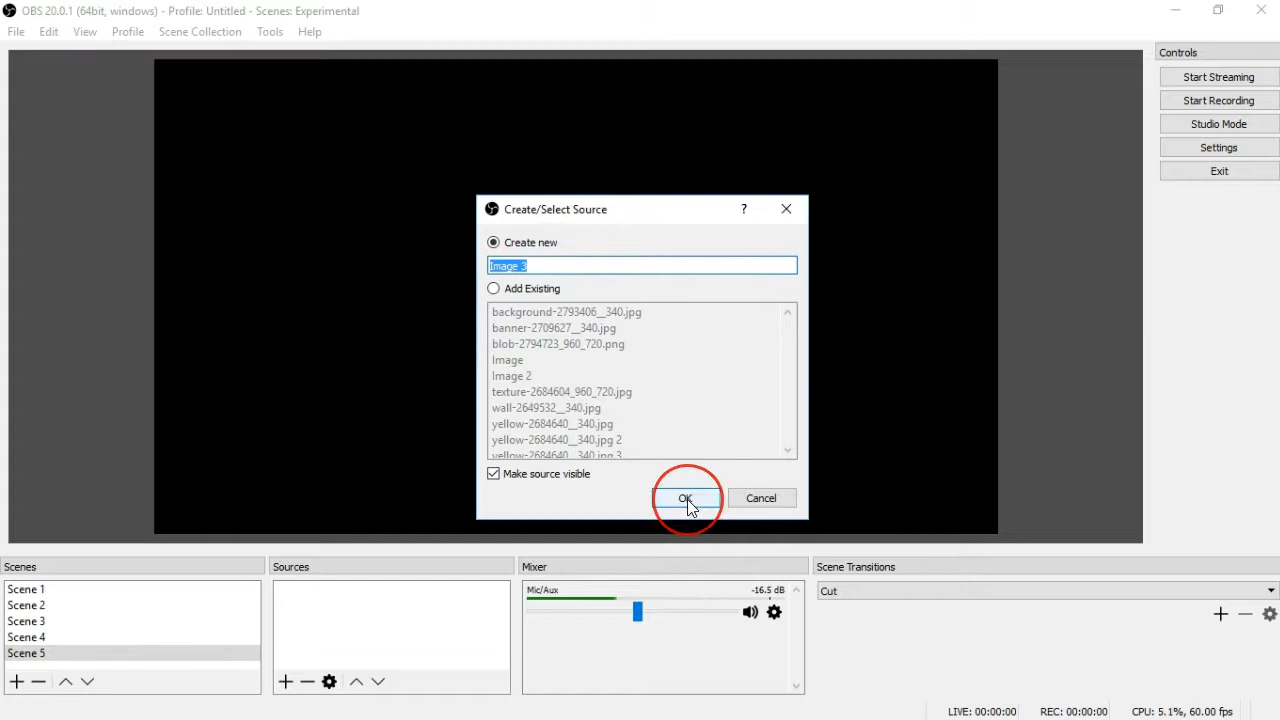 OBS 20.0.1 (64bit, windows) - Profile: Untitled - Scenes: Experimental
File Edit View Profile Scene Collection Tools Help
Controls
Start Streaming
Start Recording
Studio Mode
Settings
Exit
Create/Select Source ?
Create new
Image 3
Add Existing
background-2793406__340.jpg
banner-2709627__340.jpg
blob-2794723_960_720.png
Image
Image 2
texture-2684604_960_720.jpg
wall-2649532__340.jpg
yellow-2684640__340.jpg
yellow-2684640__340.jpg 2
yellow-2684640__340.jpg 3
Make source visible
OK Cancel
Scenes
Scene 1
Scene 2
Scene 3
Scene 4
Scene 5
Sources
Mixer
Mic/Aux -16.5 dB
Scene Transitions
Cut
LIVE: 00:00:00 REC: 00:00:00 CPU: 5.1%, 60.00 fps